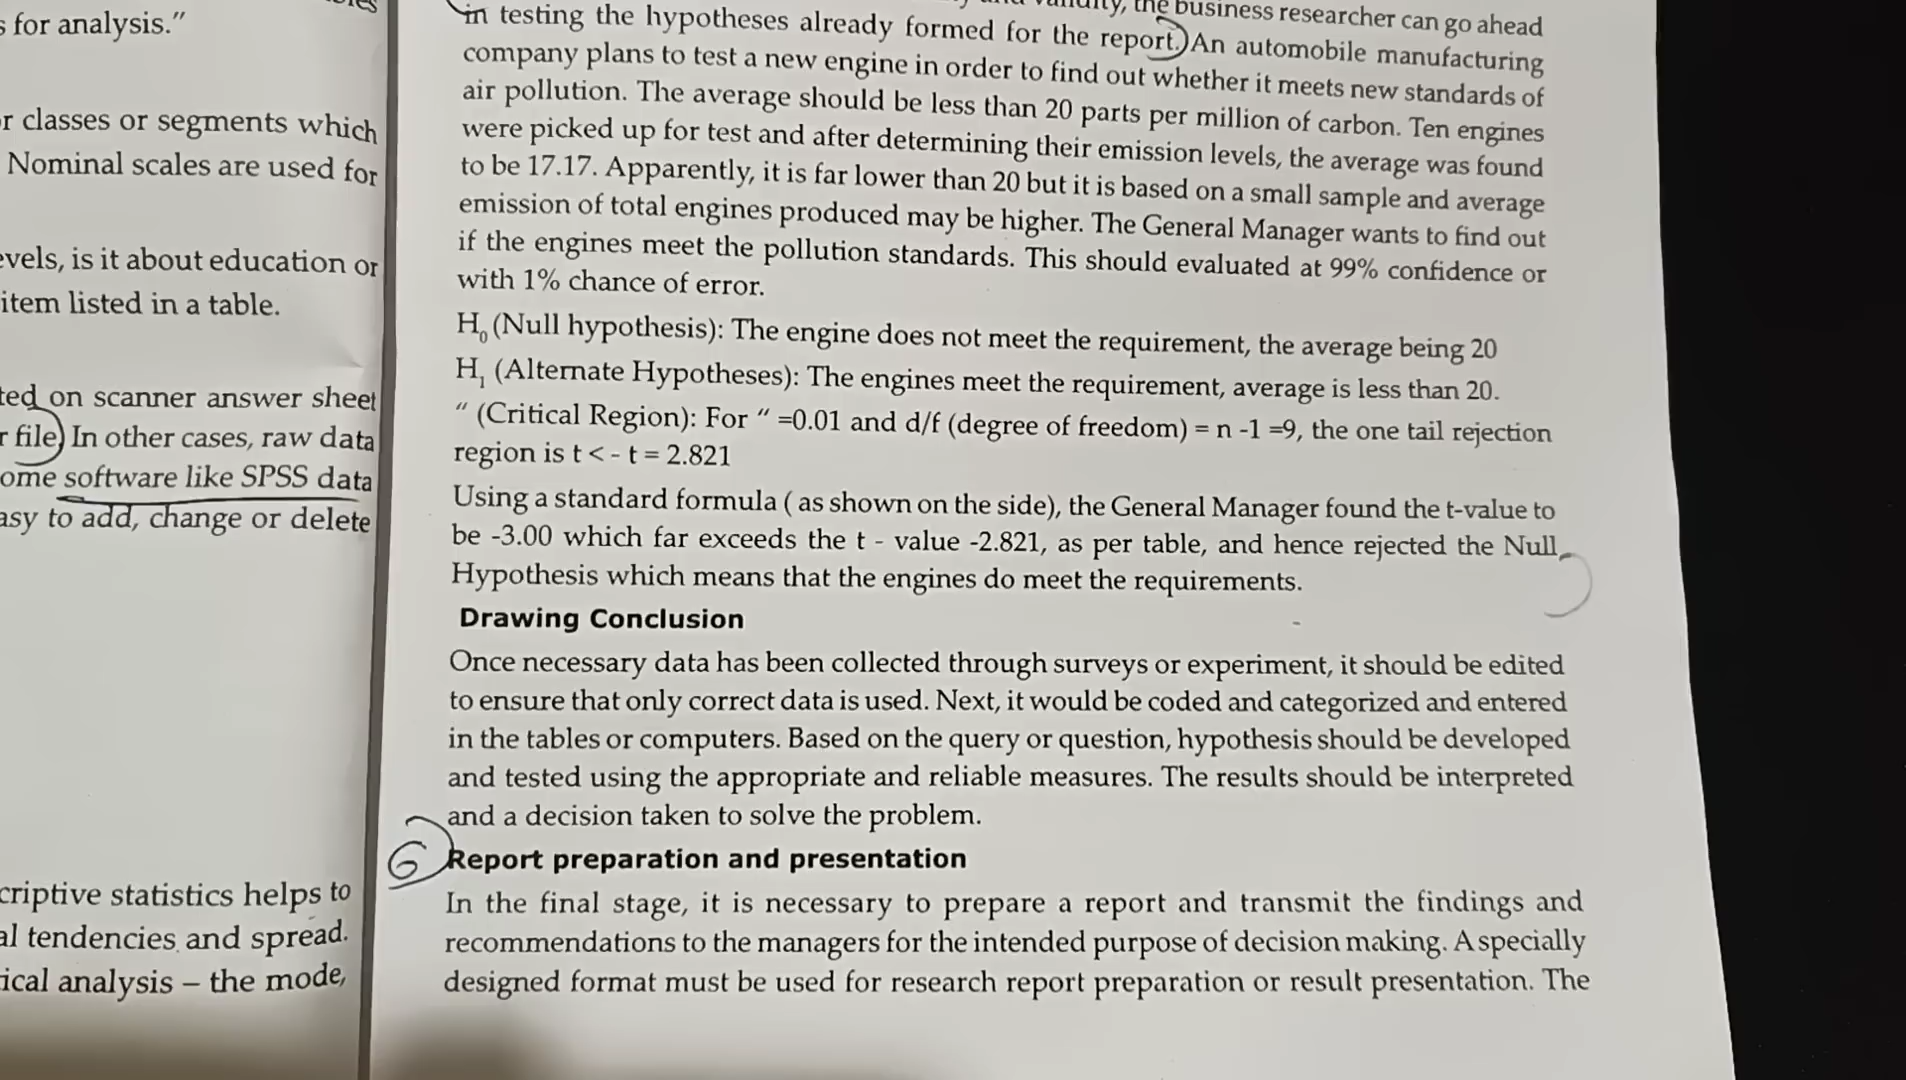 s for analysis."
r classes or segments which
Nominal scales are used for
evels, is it about education or
item listed in a table.
ted on scanner answer sheet
r file) In other cases, raw data
ome software like SPSS data
asy to add, change or delete
criptive statistics helps to
al tendencies and spread.
ical analysis – the mode,
the business researcher can go ahead
in testing the hypotheses already formed for the report.) An automobile manufacturing
company plans to test a new engine in order to find out whether it meets new standards of
air pollution. The average should be less than 20 parts per million of carbon. Ten engines
were picked up for test and after determining their emission levels, the average was found
to be 17.17. Apparently, it is far lower than 20 but it is based on a small sample and average
emission of total engines produced may be higher. The General Manager wants to find out
if the engines meet the pollution standards. This should evaluated at 99% confidence or
with 1% chance of error.
H₀ (Null hypothesis): The engine does not meet the requirement, the average being 20
H₁ (Alternate Hypotheses): The engines meet the requirement, average is less than 20.
“ (Critical Region): For “ =0.01 and d/f (degree of freedom) = n -1 =9, the one tail rejection
region is t < - t = 2.821
Using a standard formula ( as shown on the side), the General Manager found the t-value to
be -3.00 which far exceeds the t - value -2.821, as per table, and hence rejected the Null
Hypothesis which means that the engines do meet the requirements.
Drawing Conclusion
Once necessary data has been collected through surveys or experiment, it should be edited
to ensure that only correct data is used. Next, it would be coded and categorized and entered
in the tables or computers. Based on the query or question, hypothesis should be developed
and tested using the appropriate and reliable measures. The results should be interpreted
and a decision taken to solve the problem.
6 Report preparation and presentation
In the final stage, it is necessary to prepare a report and transmit the findings and
recommendations to the managers for the intended purpose of decision making. A specially
designed format must be used for research report preparation or result presentation. The